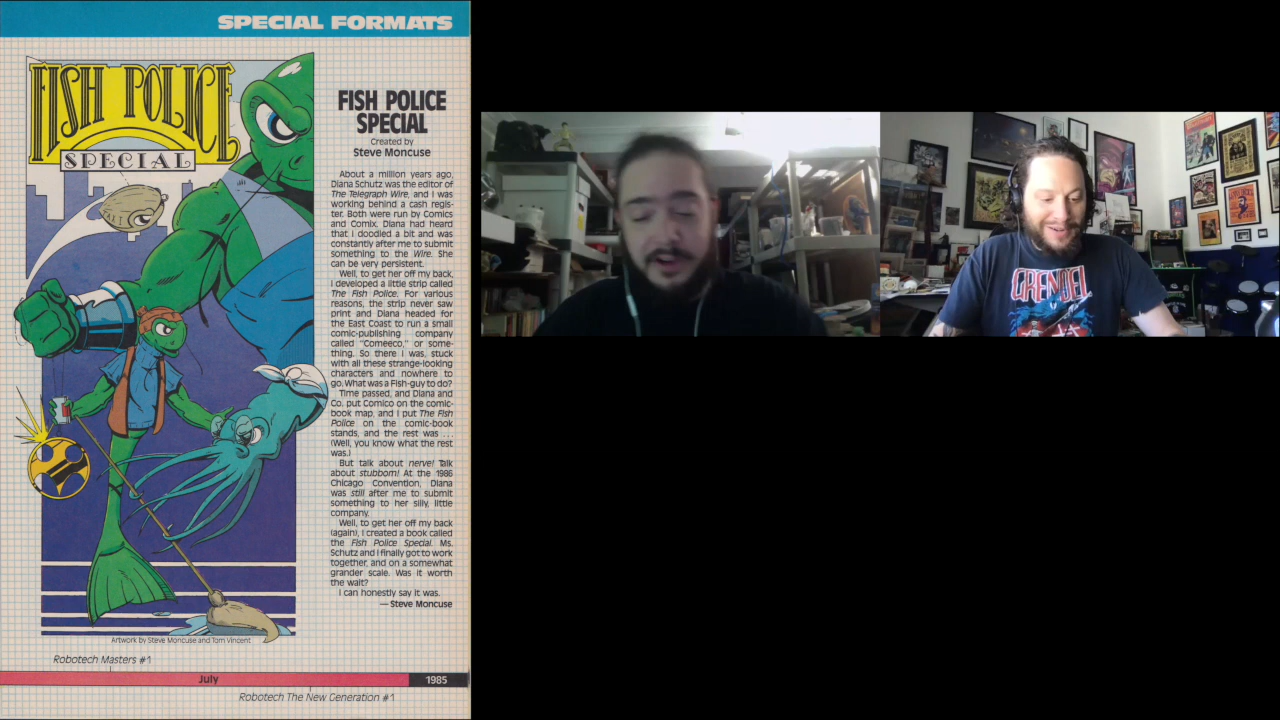 SPECIAL FORMATS
FISH POLICE
SPECIAL
FISH POLICE
SPECIAL
Created by
Steve Moncuse
About a million years ago,
Diana Schutz was the editor of
The Telegraph Wire, and I was
working behind a cash regis-
ter. Both were run by Comics
and Comix. Diana had heard
that I doodled a bit and was
constantly after me to submit
something to the Wire. She
can be very persistent.
Well, to get her off my back,
I developed a little strip called
The Fish Police. For various
reasons, the strip never saw
print and Diana headed for
the East Coast to run a small
comic-publishing company
called "Comeeco," or some-
thing. So there I was, stuck
with all these strange-looking
characters and nowhere to
go. What was a Fish-guy to do?
Time passed, and Diana and
Co. put Comico on the comic-
book map, and I put The Fish
Police on the comic-book
stands, and the rest was . . .
(Well, you know what the rest
was.)
But talk about nerve! Talk
about stubborn! At the 1986
Chicago Convention, Diana
was still after me to submit
something to her silly, little
company.
Well, to get her off my back
(again), I created a book called
the Fish Police Special. Ms.
Schutz and I finally got to work
together, and on a somewhat
grander scale. Was it worth
the wait?
I can honestly say it was.
— Steve Moncuse
Artwork by Steve Moncuse and Tom Vincent
Robotech Masters #1
July
1985
Robotech The New Generation #1
GRENDEL